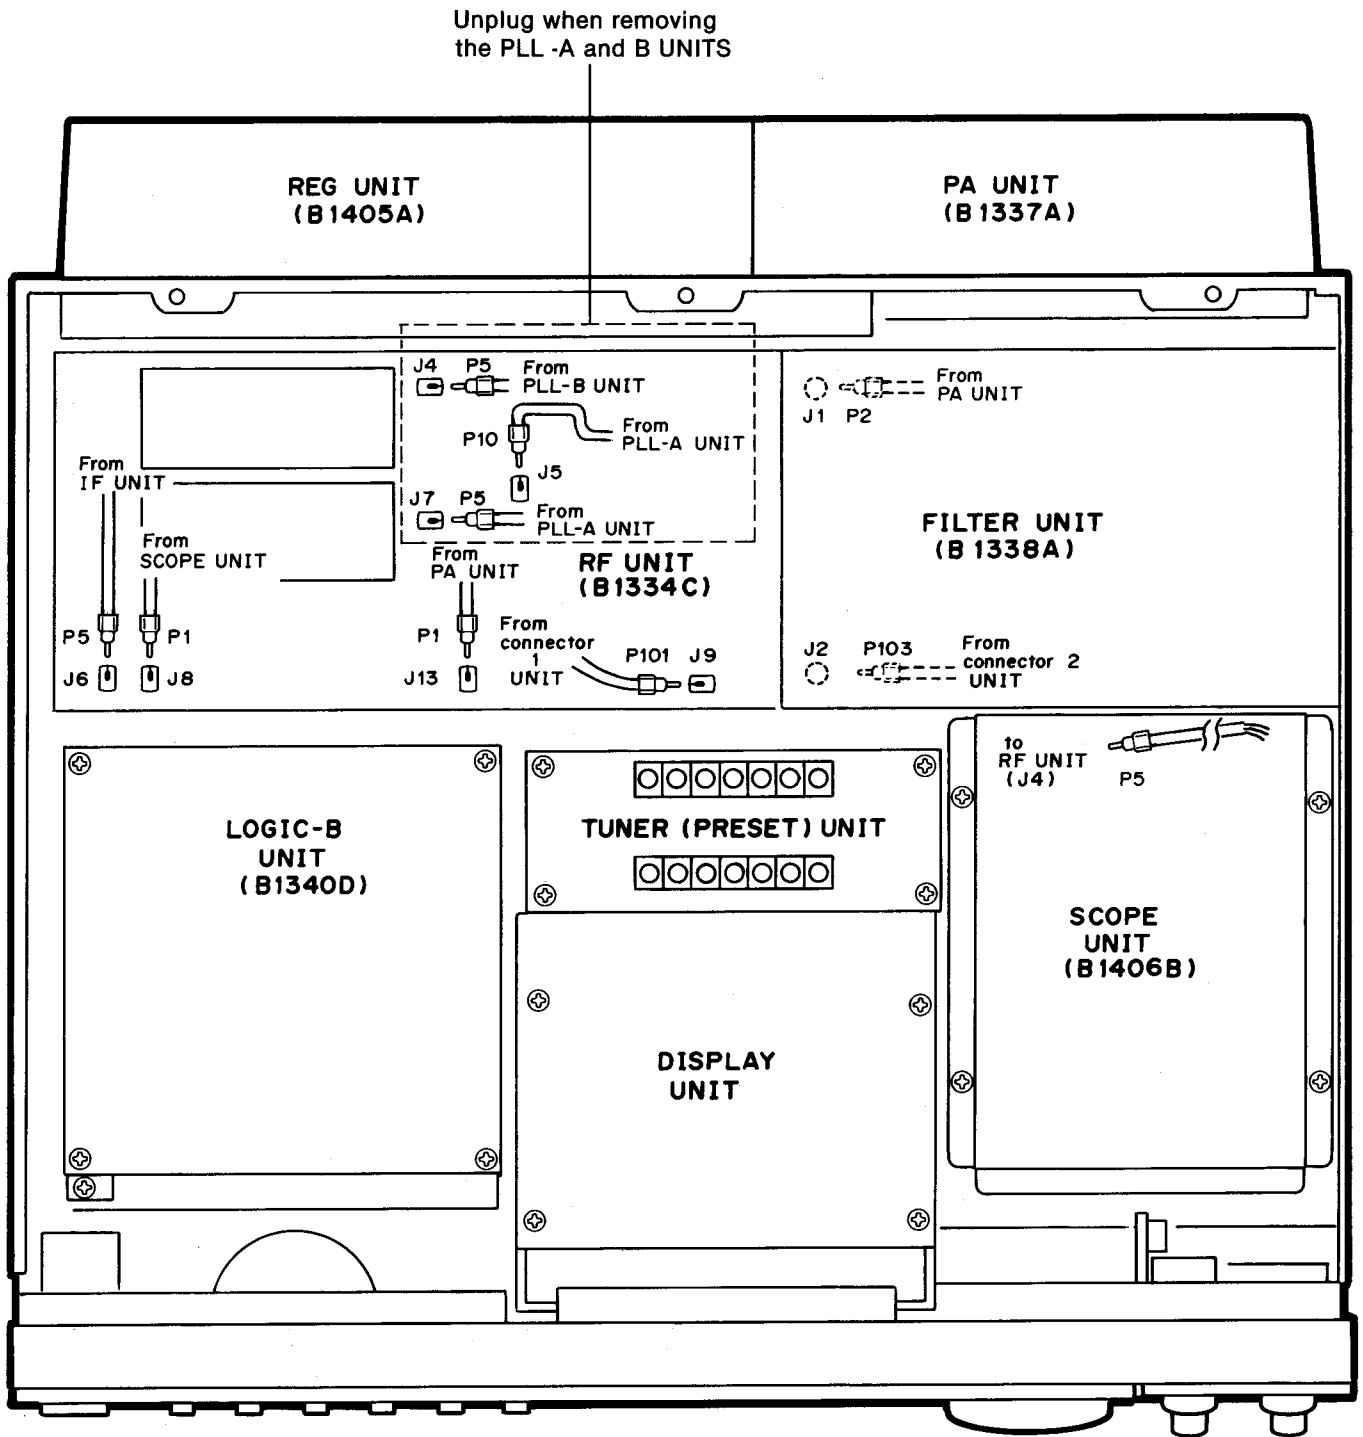 Unplug when removing
the PLL -A and B UNITS
REG UNIT
(B1405A)
PA UNIT
(B1337A)
J4 P5 From
PLL-B UNIT
P10
From
PLL-A UNIT
J5
J7 P5 From
PLL-A UNIT
From
IF UNIT
From
SCOPE UNIT
From
PA UNIT
RF UNIT
(B1334C)
P5
P1
J6
J8
P1
J13
From
connector
1
UNIT
P101 J9
From
PA UNIT
J1 P2
FILTER UNIT
(B1338A)
J2 P103 From
connector 2
UNIT
LOGIC-B
UNIT
(B1340D)
TUNER (PRESET) UNIT
to
RF UNIT
(J4)
P5
SCOPE
UNIT
(B1406B)
DISPLAY
UNIT